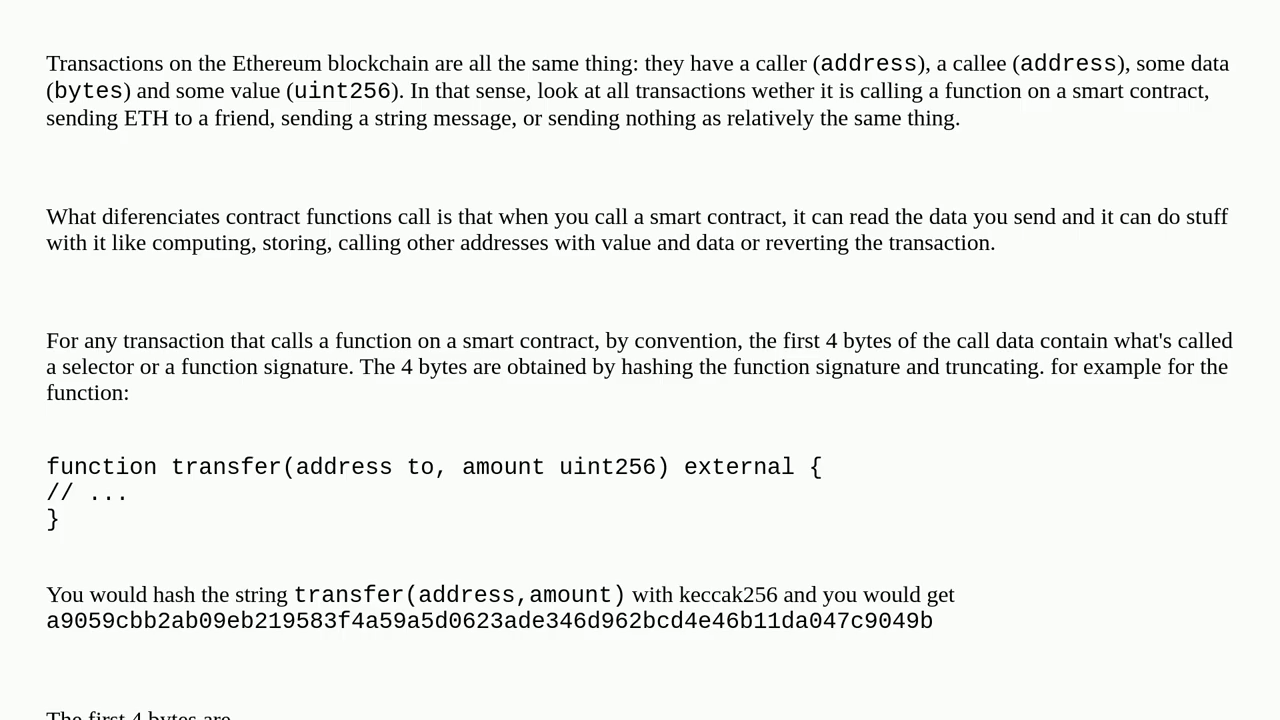 Transactions on the Ethereum blockchain are all the same thing: they have a caller (address), a callee (address), some data
(bytes) and some value (uint256). In that sense, look at all transactions wether it is calling a function on a smart contract,
sending ETH to a friend, sending a string message, or sending nothing as relatively the same thing.
What diferenciates contract functions call is that when you call a smart contract, it can read the data you send and it can do stuff
with it like computing, storing, calling other addresses with value and data or reverting the transaction.
For any transaction that calls a function on a smart contract, by convention, the first 4 bytes of the call data contain what's called
a selector or a function signature. The 4 bytes are obtained by hashing the function signature and truncating. for example for the
function:
function transfer(address to, amount uint256) external {
// ...
}
You would hash the string transfer(address,amount) with keccak256 and you would get
a9059cbb2ab09eb219583f4a59a5d0623ade346d962bcd4e46b11da047c9049b
The first 4 bytes are